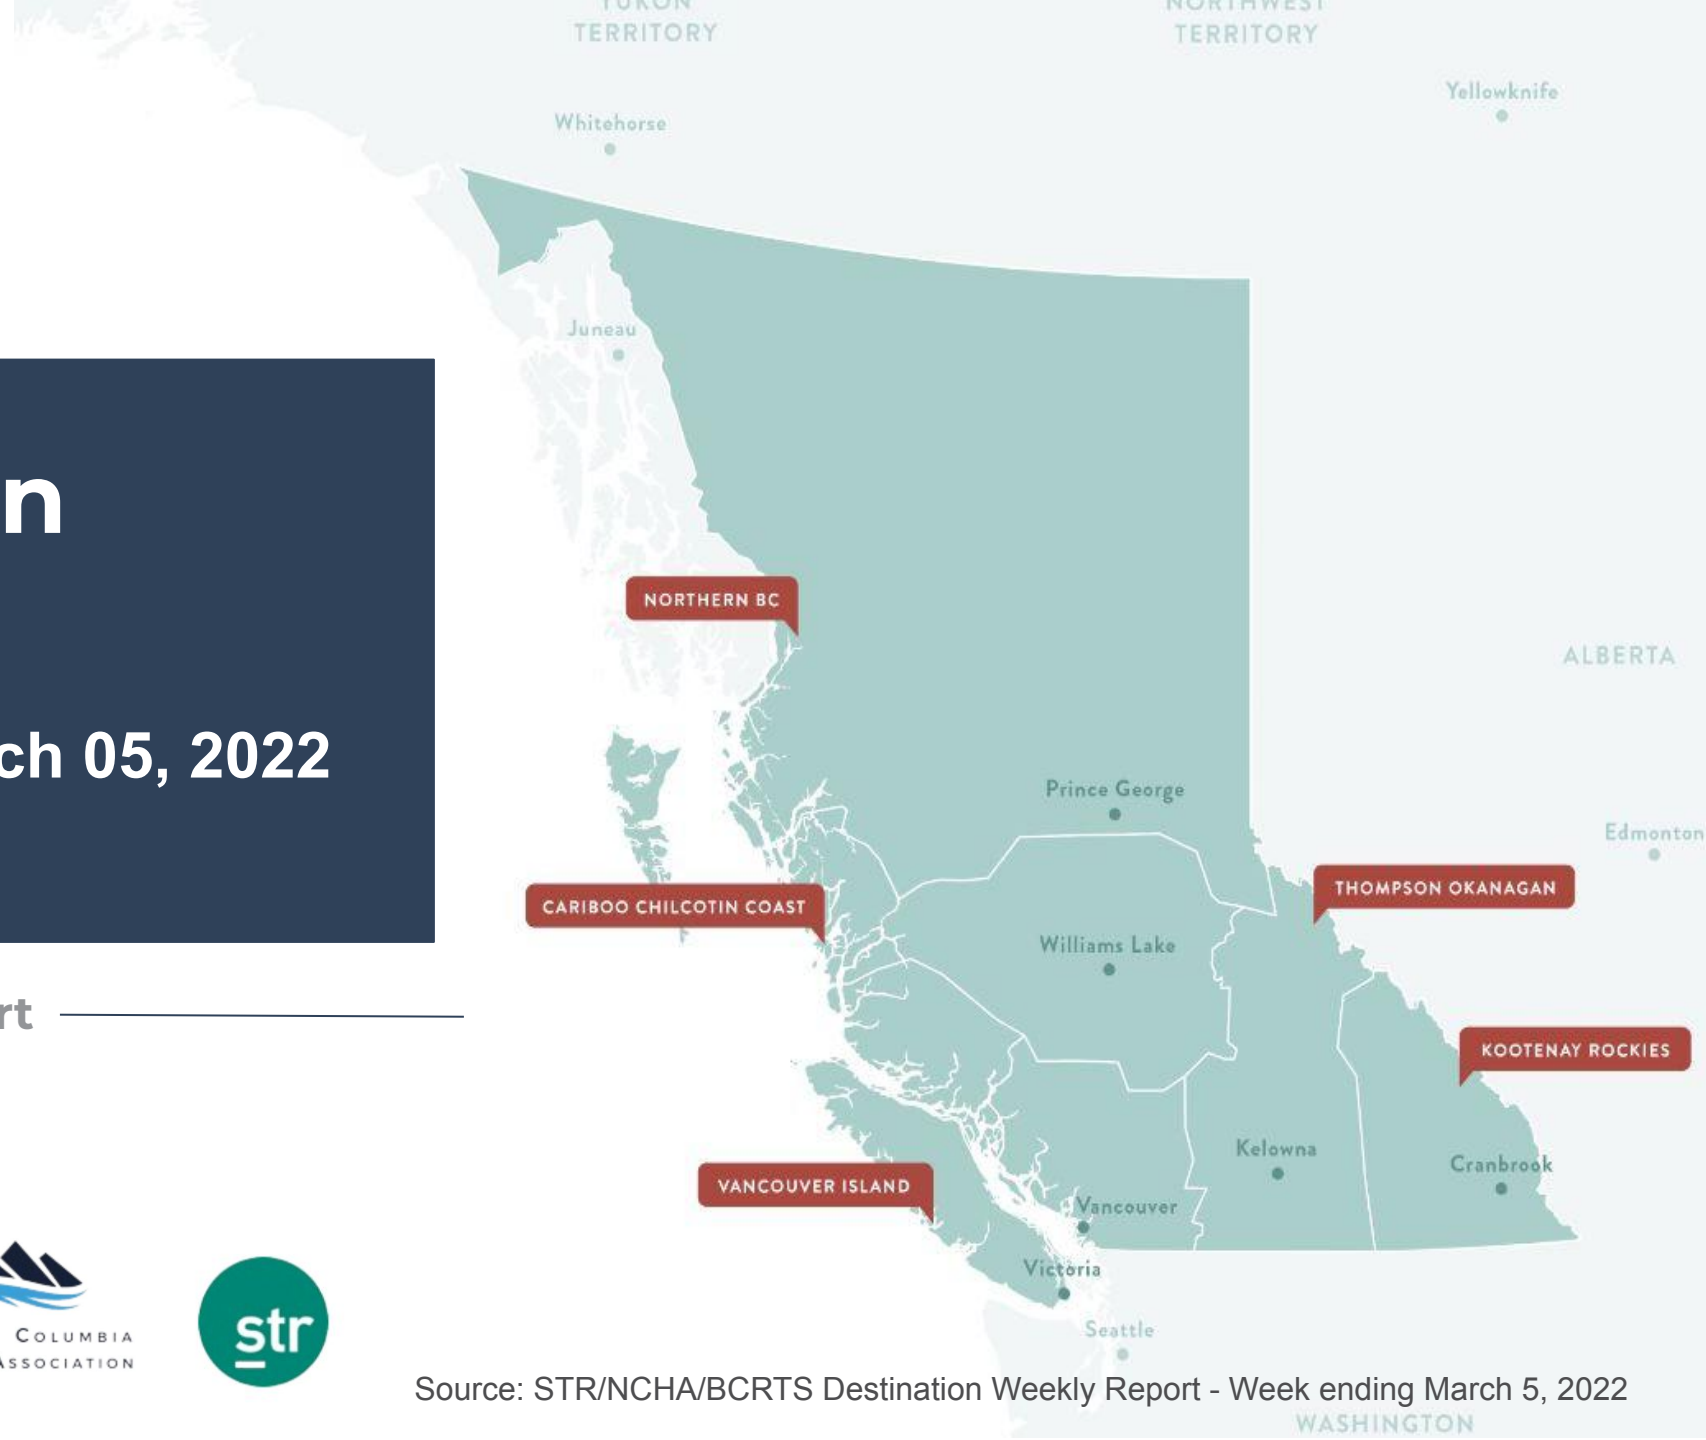 YUKON
TERRITORY
NORTHWEST
TERRITORY
Yellowknife
Whitehorse
Juneau
n
NORTHERN BC
ALBERTA
ch 05, 2022
Prince George
Edmonton
THOMPSON OKANAGAN
CARIBOO CHILCOTIN COAST
Williams Lake
rt
KOOTENAY ROCKIES
Kelowna
Cranbrook
VANCOUVER ISLAND
Vancouver
Victoria
str
COLUMBIA
ASSOCIATION
Seattle
Source: STR/NCHA/BCRTS Destination Weekly Report - Week ending March 5, 2022
WASHINGTON